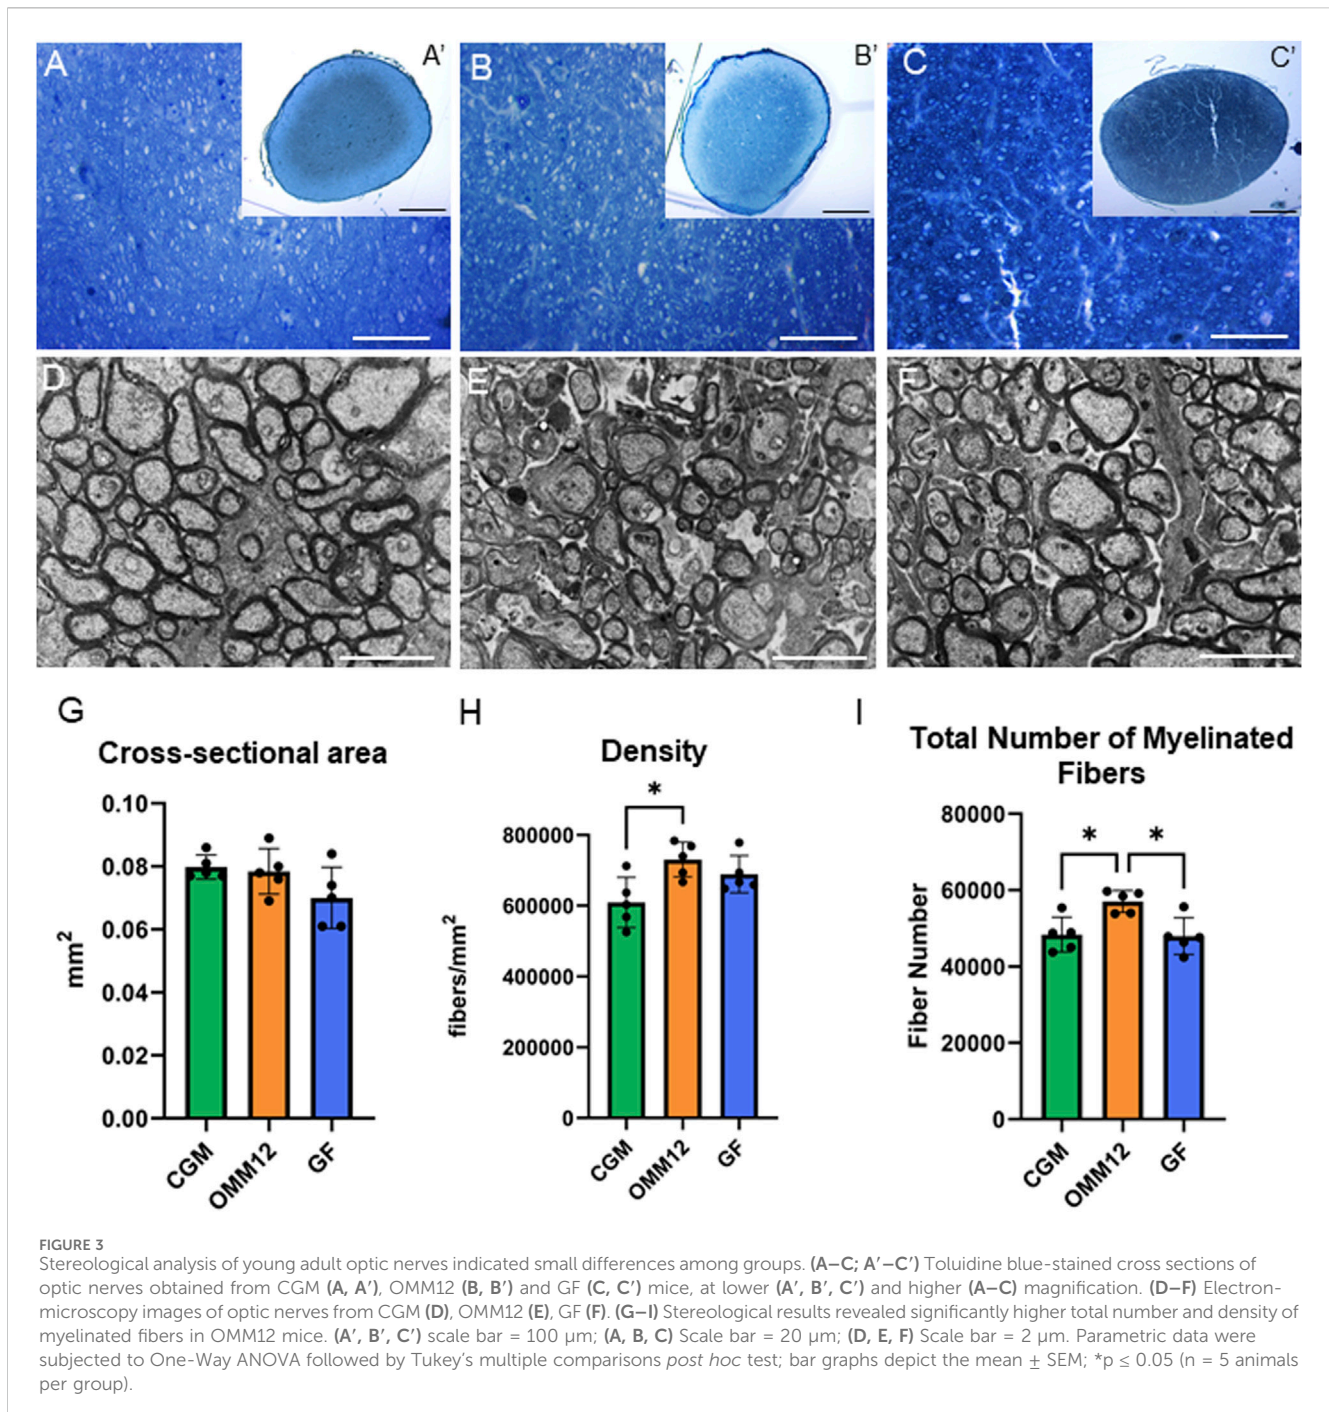 A
A'
B
B'
C
C'
D
E
F
G
Cross-sectional area
mm2
0.10
0.08
0.06
0.04
0.02
0.00
CGM
OMM12
GF
H
Density
*
fibers/mm2
800000
600000
400000
200000
0
CGM
OMM12
GF
I
Total Number of Myelinated
Fibers
* *
Fiber Number
80000
60000
40000
20000
0
CGM
OMM12
GF
FIGURE 3
Stereological analysis of young adult optic nerves indicated small differences among groups. (A–C; A′–C′) Toluidine blue-stained cross sections of
optic nerves obtained from CGM (A, A′), OMM12 (B, B′) and GF (C, C′) mice, at lower (A′, B′, C′) and higher (A–C) magnification. (D–F) Electron-
microscopy images of optic nerves from CGM (D), OMM12 (E), GF (F). (G–I) Stereological results revealed significantly higher total number and density of
myelinated fibers in OMM12 mice. (A′, B′, C′) scale bar = 100 µm; (A, B, C) Scale bar = 20 µm; (D, E, F) Scale bar = 2 µm. Parametric data were
subjected to One-Way ANOVA followed by Tukey's multiple comparisons post hoc test; bar graphs depict the mean ± SEM; *p ≤ 0.05 (n = 5 animals
per group).